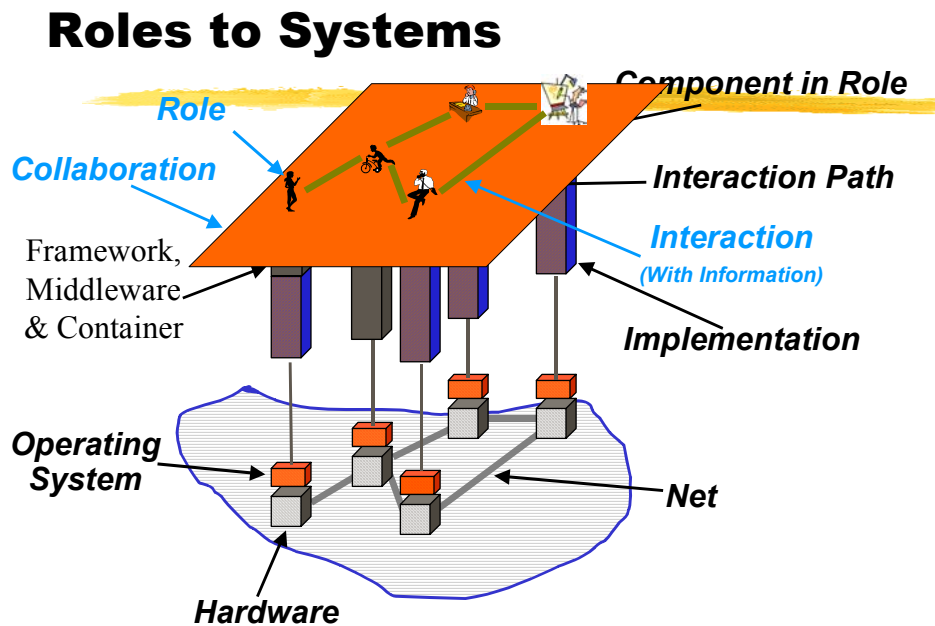 Roles to Systems
Component in Role
Role
Collaboration
Interaction Path
Framework,
Middleware
& Container
Interaction
(With Information)
Implementation
Operating
System
Net
Hardware